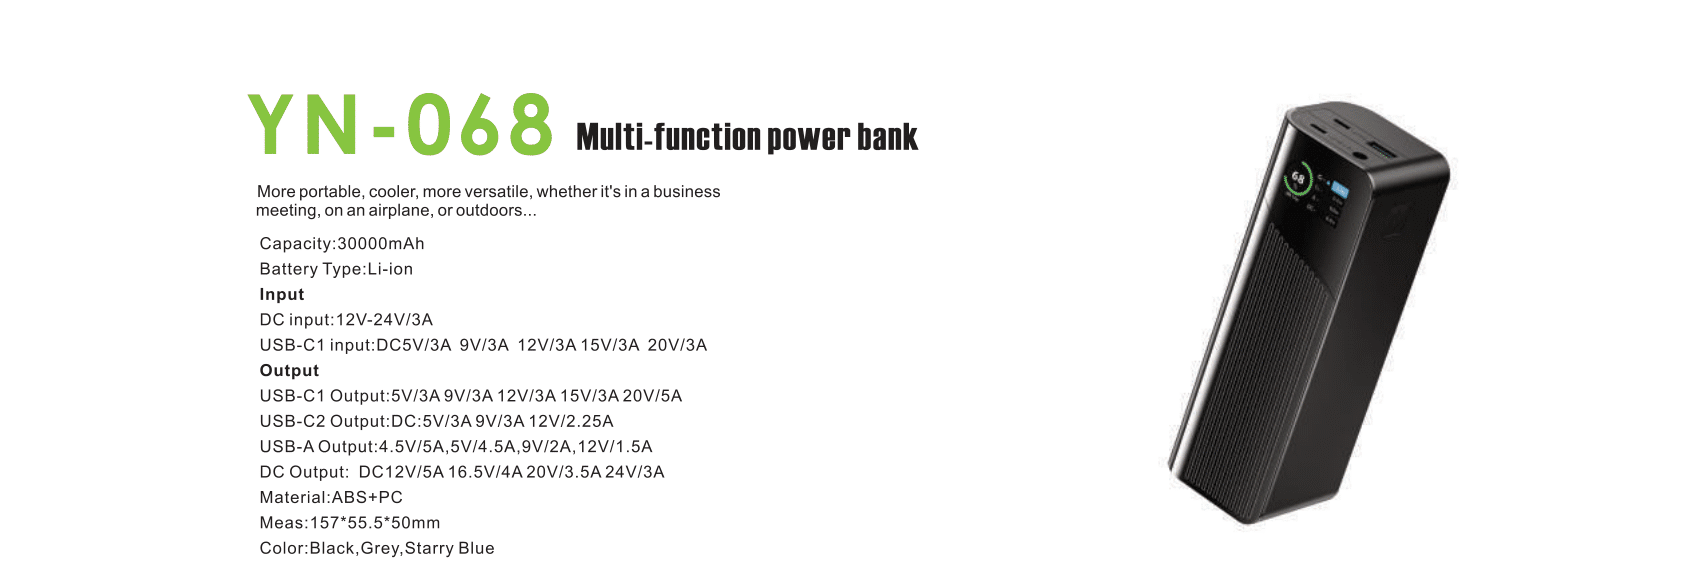 YN-068 Multi-function power bank
More portable, cooler, more versatile, whether it's in a business
meeting, on an airplane, or outdoors...
Capacity:30000mAh
Battery Type:Li-ion
Input
DC input:12V-24V/3A
USB-C1 input:DC5V/3A 9V/3A 12V/3A 15V/3A 20V/3A
Output
USB-C1 Output:5V/3A 9V/3A 12V/3A 15V/3A 20V/5A
USB-C2 Output:DC:5V/3A 9V/3A 12V/2.25A
USB-A Output:4.5V/5A,5V/4.5A,9V/2A,12V/1.5A
DC Output: DC12V/5A 16.5V/4A 20V/3.5A 24V/3A
Material:ABS+PC
Meas:157*55.5*50mm
Color:Black,Grey,Starry Blue
68